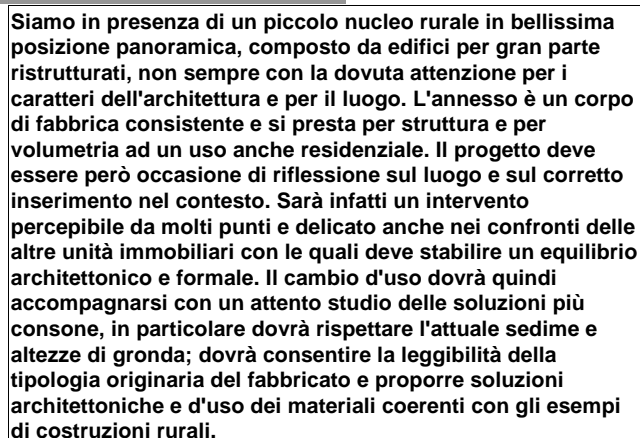 Siamo in presenza di un piccolo nucleo rurale in bellissima
posizione panoramica, composto da edifici per gran parte
ristrutturati, non sempre con la dovuta attenzione per i
caratteri dell'architettura e per il luogo. L'annesso è un corpo
di fabbrica consistente e si presta per struttura e per
volumetria ad un uso anche residenziale. Il progetto deve
essere però occasione di riflessione sul luogo e sul corretto
inserimento nel contesto. Sarà infatti un intervento
percepibile da molti punti e delicato anche nei confronti delle
altre unità immobiliari con le quali deve stabilire un equilibrio
architettonico e formale. Il cambio d'uso dovrà quindi
accompagnarsi con un attento studio delle soluzioni più
consone, in particolare dovrà rispettare l'attuale sedime e
altezze di gronda; dovrà consentire la leggibilità della
tipologia originaria del fabbricato e proporre soluzioni
architettoniche e d'uso dei materiali coerenti con gli esempi
di costruzioni rurali.